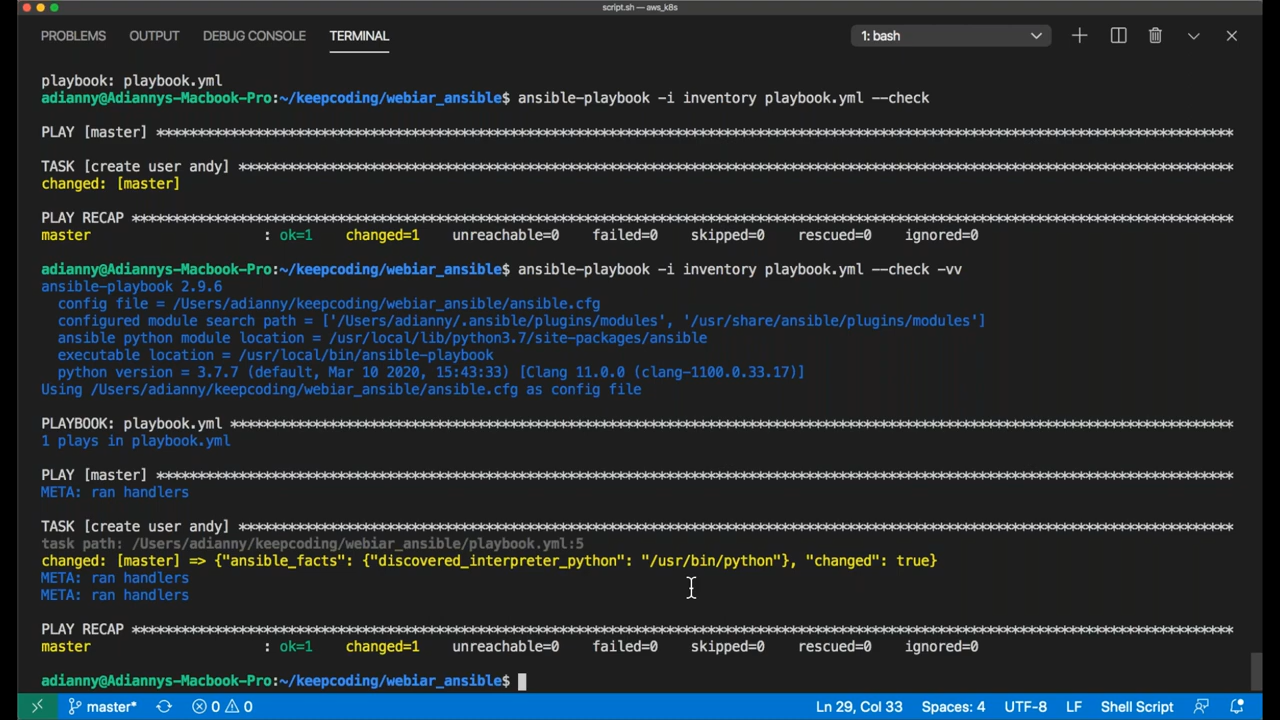 script.sh — aws_k8s
PROBLEMS OUTPUT DEBUG CONSOLE TERMINAL 1: bash
playbook: playbook.yml
adianny@Adiannys-Macbook-Pro:~/keepcoding/webiar_ansible$ ansible-playbook -i inventory playbook.yml --check
PLAY [master] *********************************************************************************************************************************
TASK [create user andy] ***********************************************************************************************************************
changed: [master]
PLAY RECAP ************************************************************************************************************************************
master : ok=1 changed=1 unreachable=0 failed=0 skipped=0 rescued=0 ignored=0
adianny@Adiannys-Macbook-Pro:~/keepcoding/webiar_ansible$ ansible-playbook -i inventory playbook.yml --check -vv
ansible-playbook 2.9.6
config file = /Users/adianny/keepcoding/webiar_ansible/ansible.cfg
configured module search path = ['/Users/adianny/.ansible/plugins/modules', '/usr/share/ansible/plugins/modules']
ansible python module location = /usr/local/lib/python3.7/site-packages/ansible
executable location = /usr/local/bin/ansible-playbook
python version = 3.7.7 (default, Mar 10 2020, 15:43:33) [Clang 11.0.0 (clang-1100.0.33.17)]
Using /Users/adianny/keepcoding/webiar_ansible/ansible.cfg as config file
PLAYBOOK: playbook.yml ************************************************************************************************************************
1 plays in playbook.yml
PLAY [master] *********************************************************************************************************************************
META: ran handlers
TASK [create user andy] ***********************************************************************************************************************
task path: /Users/adianny/keepcoding/webiar_ansible/playbook.yml:5
changed: [master] => {"ansible_facts": {"discovered_interpreter_python": "/usr/bin/python"}, "changed": true}
META: ran handlers
META: ran handlers
PLAY RECAP ************************************************************************************************************************************
master : ok=1 changed=1 unreachable=0 failed=0 skipped=0 rescued=0 ignored=0
adianny@Adiannys-Macbook-Pro:~/keepcoding/webiar_ansible$
master* 0 0 Ln 29, Col 33 Spaces: 4 UTF-8 LF Shell Script